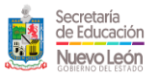 Secretaría
de Educación
Nuevo León
GOBIERNO DEL ESTADO